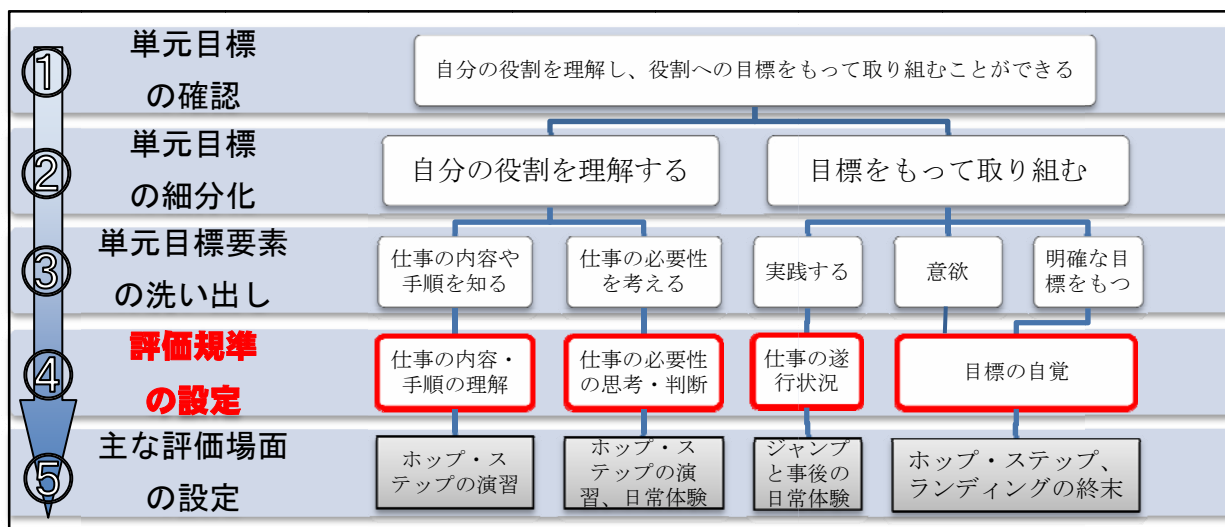 ①
単元目標
の確認
自分の役割を理解し、役割への目標をもって取り組むことができる
②
単元目標
の細分化
自分の役割を理解する
目標をもって取り組む
③
単元目標要素
の洗い出し
仕事の内容や
手順を知る
仕事の必要性
を考える
実践する
意欲
明確な目
標をもつ
④
評価規準
の設定
仕事の内容・
手順の理解
仕事の必要性
の思考・判断
仕事の遂
行状況
目標の自覚
⑤
主な評価場面
の設定
ホップ・ス
テップの演習
ホップ・ス
テップの演
習、日常体験
ジャンプ
と事後の
日常体験
ホップ・ステップ、
ランディングの終末